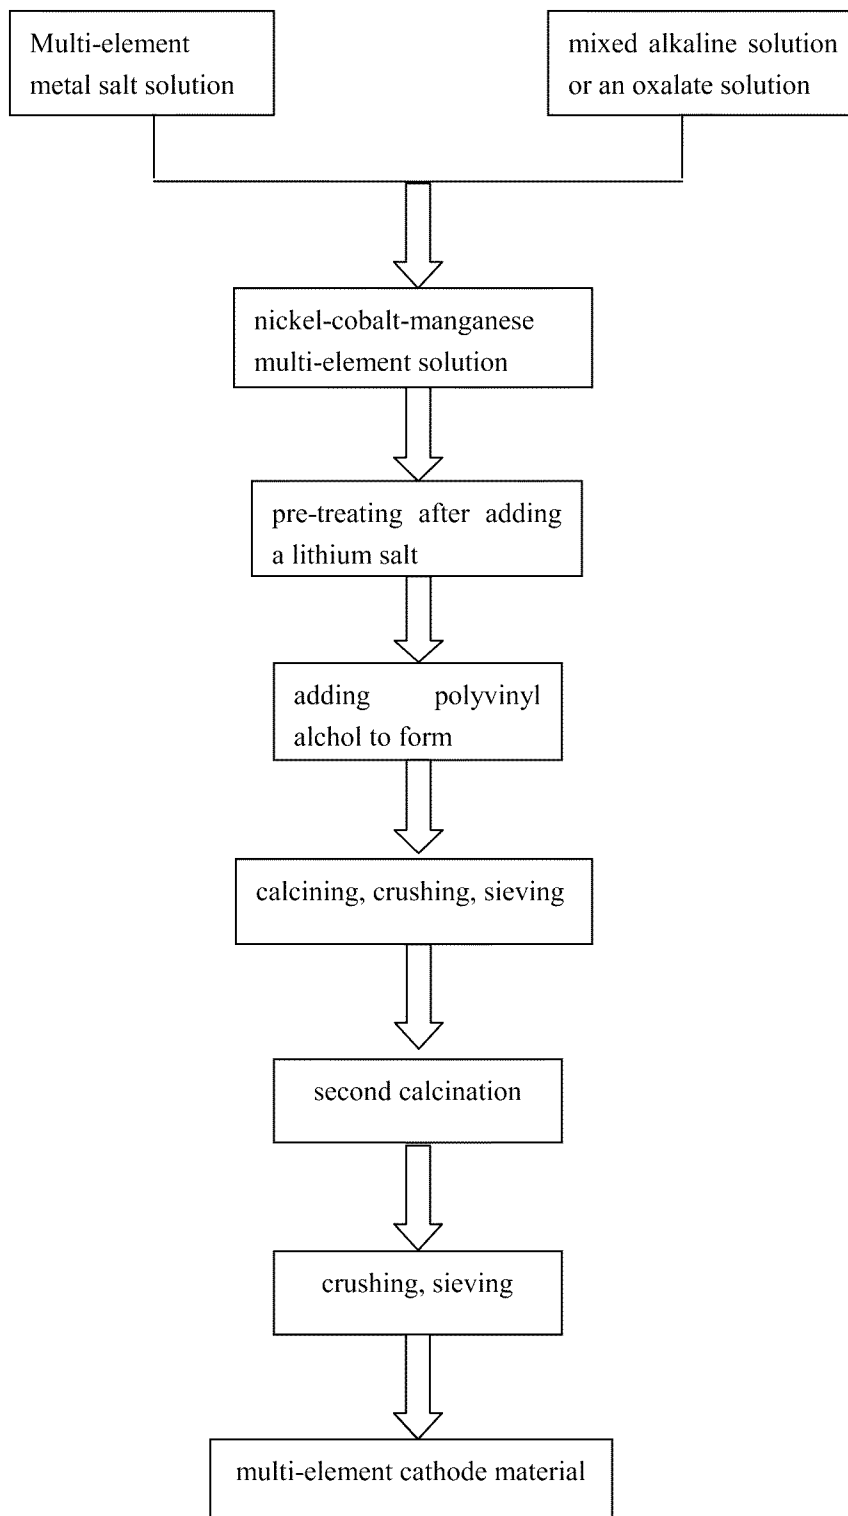 Multi-element
metal salt solution
mixed alkaline solution
or an oxalate solution
nickel-cobalt-manganese
multi-element solution
pre-treating after adding
a lithium salt
adding polyvinyl
alchol to form
calcining, crushing, sieving
second calcination
crushing, sieving
multi-element cathode material